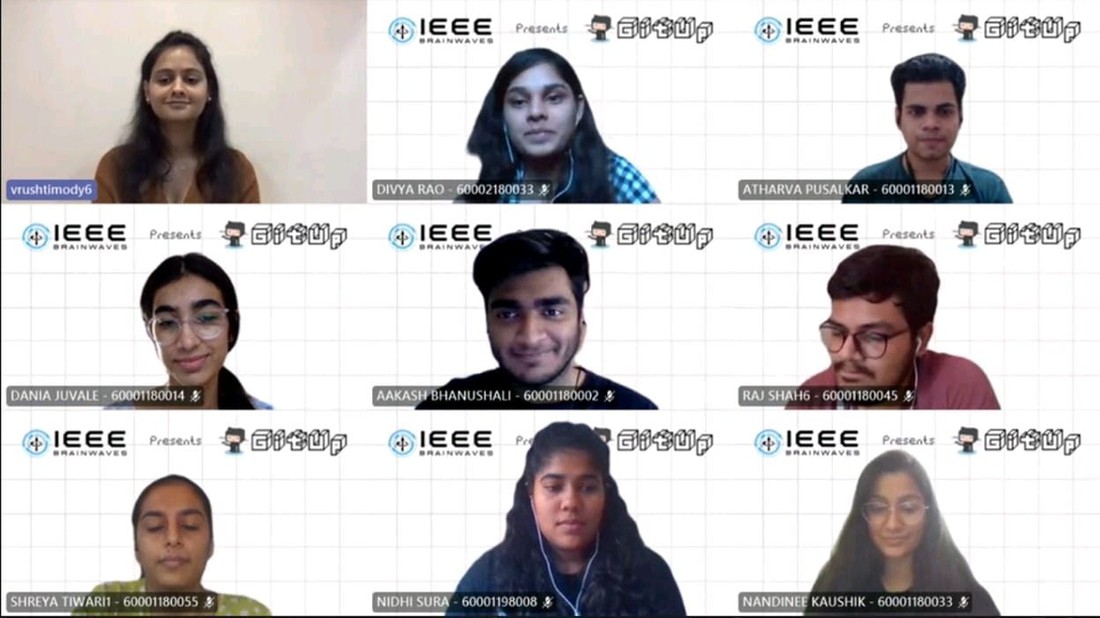 IEEE BRAINWAVES Presents GitUp
IEEE BRAINWAVES Presents GitUp
vrushtimody6
DIVYA RAO - 60002180033
ATHARVA PUSALKAR - 60001180013
IEEE BRAINWAVES Presents GitUp
IEEE BRAINWAVES GitUp
IEEE BRAINWAVES Presents GitUp
DANIA JUVALE - 60001180014
AAKASH BHANUSHALI - 60001180002
RAJ SHAH6 - 60001180045
IEEE BRAINWAVES Presents GitUp
IEEE BRAINWAVES Pre GitUp
IEEE BRAINWAVES Presents GitUp
SHREYA TIWARI1 - 60001180055
NIDHI SURA - 60001198008
NANDINEE KAUSHIK - 60001180033